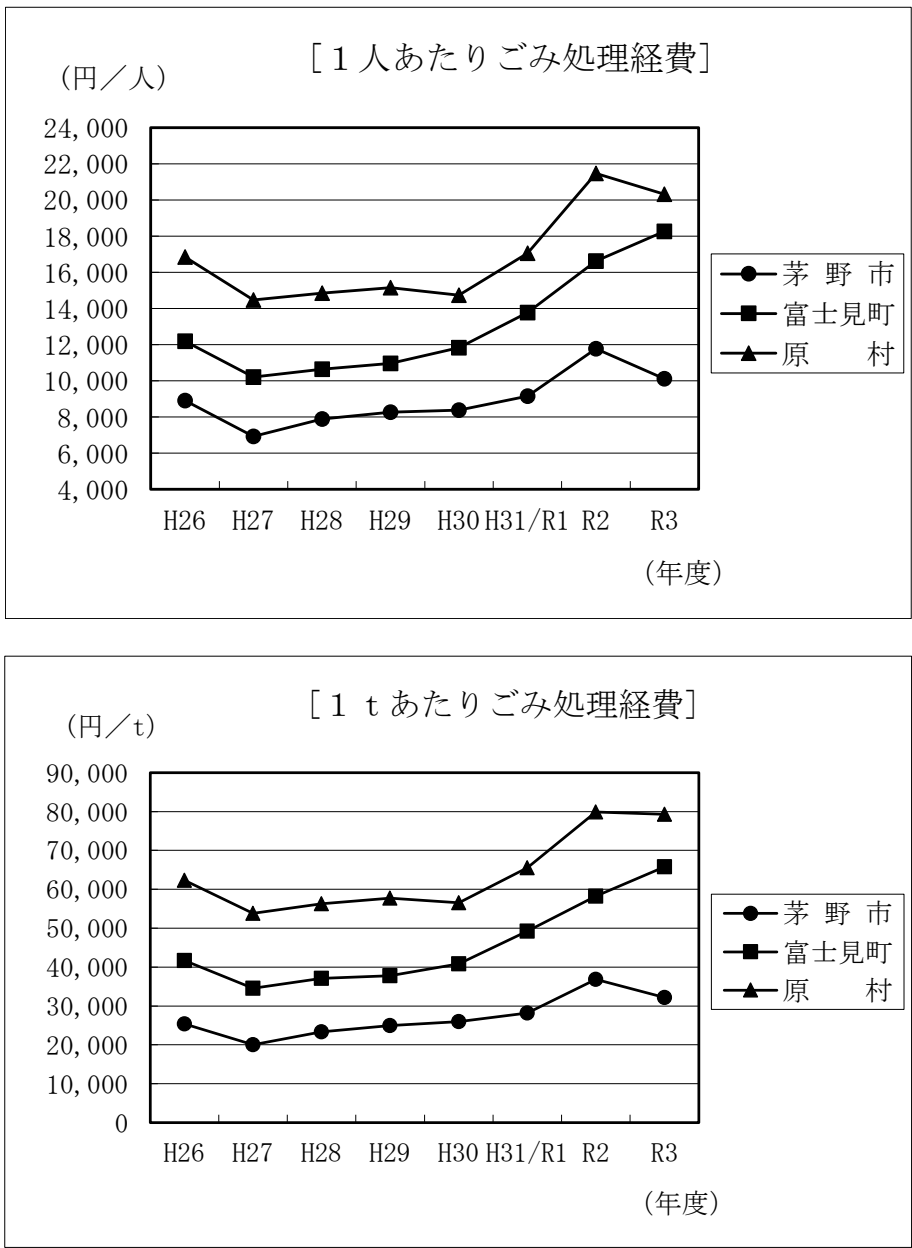 [１人あたりごみ処理経費]
(円／人)
24,000
22,000
20,000
18,000
16,000
14,000
12,000
10,000
8,000
6,000
4,000
H26 H27 H28 H29 H30 H31/R1 R2 R3
(年度)
茅 野 市
富士見町
原　　村
[１ｔあたりごみ処理経費]
(円／t)
90,000
80,000
70,000
60,000
50,000
40,000
30,000
20,000
10,000
0
H26 H27 H28 H29 H30 H31/R1 R2 R3
(年度)
茅 野 市
富士見町
原　　村